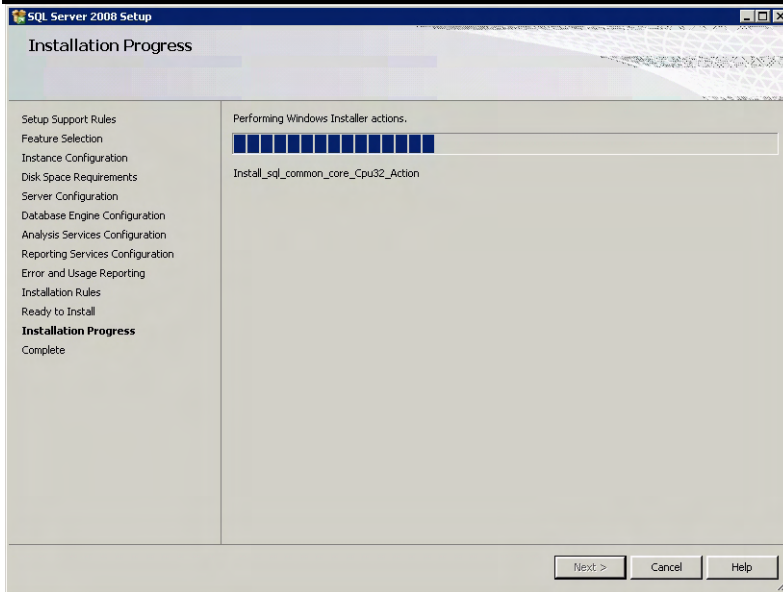 SQL Server 2008 Setup
Installation Progress
Setup Support Rules
Feature Selection
Instance Configuration
Disk Space Requirements
Server Configuration
Database Engine Configuration
Analysis Services Configuration
Reporting Services Configuration
Error and Usage Reporting
Installation Rules
Ready to Install
Installation Progress
Complete
Performing Windows Installer actions.
Install_sql_common_core_Cpu32_Action
Next >
Cancel
Help